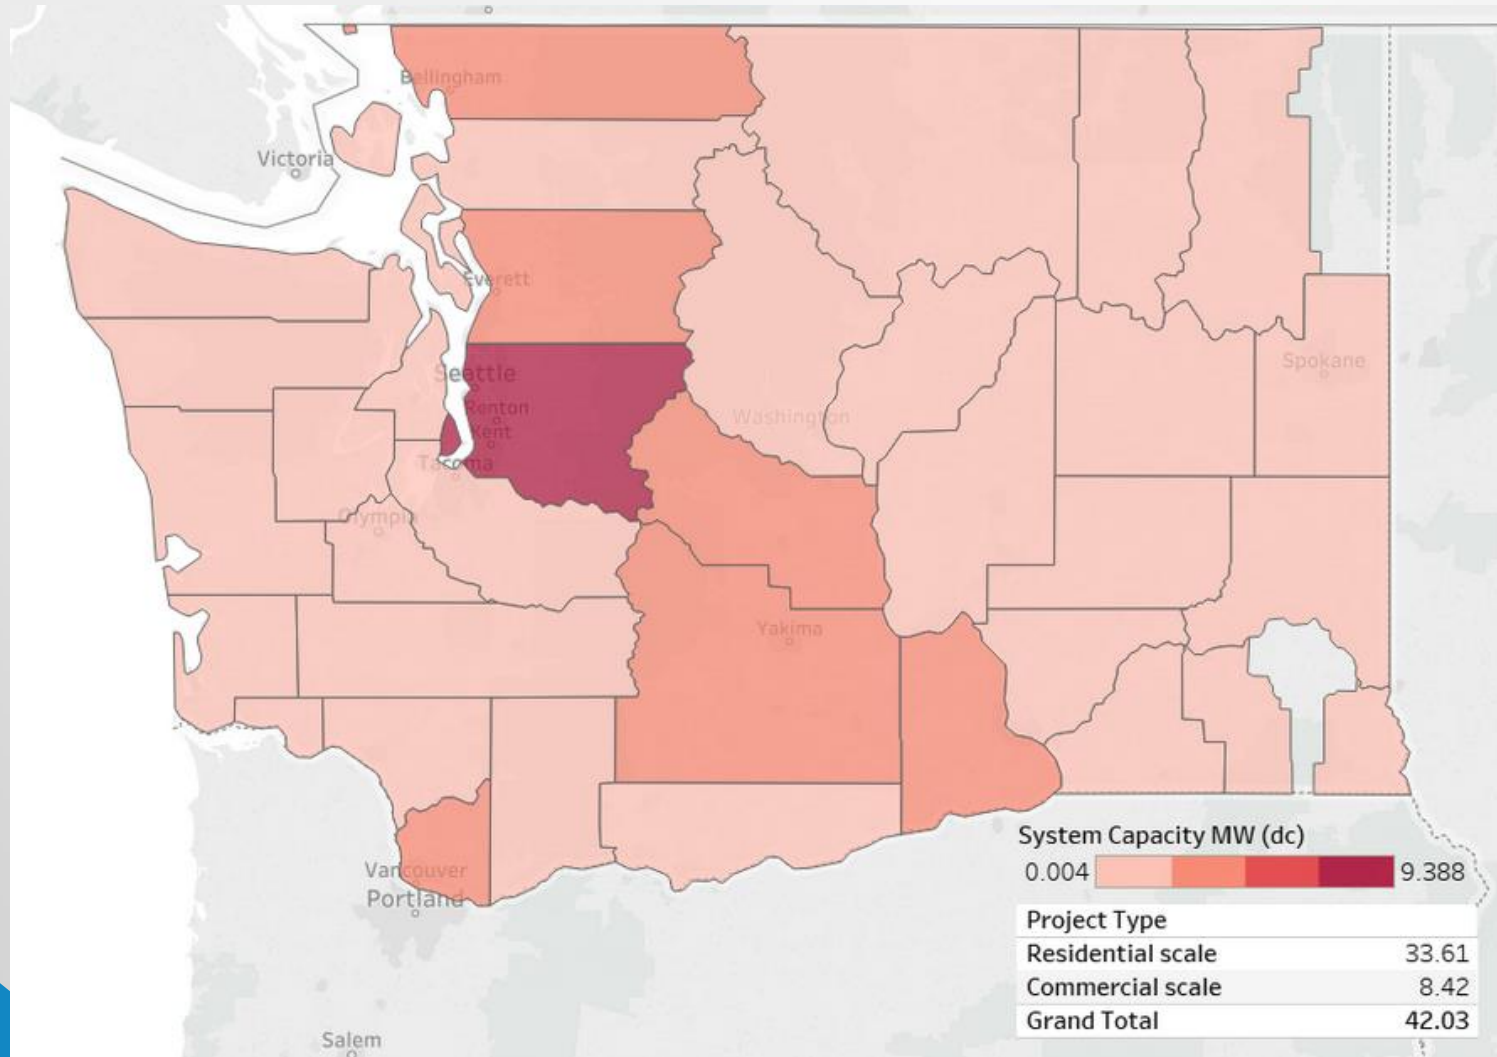 Bellingham
Victoria
Everett
Seattle
Renton
Kent
Tacoma
Olympia
Washington
Spokane
Yakima
Vancouver
Portland
Salem
System Capacity MW (dc)
0.004 9.388
Project Type
Residential scale 33.61
Commercial scale 8.42
Grand Total 42.03